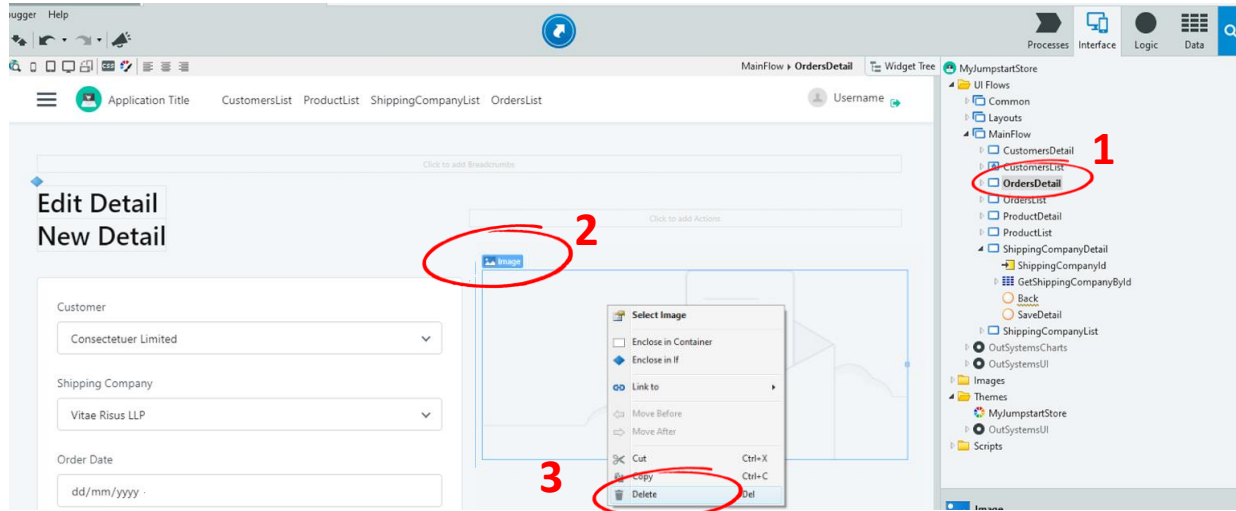 ugger Help
Processes Interface Logic Data
MainFlow OrdersDetail Widget Tree
MyJumpstartStore
UI Flows
Common
Layouts
MainFlow
CustomersDetail
CustomersList
OrdersDetail
OrdersList
ProductDetail
ProductList
ShippingCompanyDetail
ShippingCompanyId
GetShippingCompanyById
Back
SaveDetail
ShippingCompanyList
OutSystemsCharts
OutSystemsUI
Images
Themes
MyJumpstartStore
OutSystemsUI
Scripts
Image
1
Application Title CustomersList ProductList ShippingCompanyList OrdersList Username
Click to add Breadcrumbs
Edit Detail
New Detail
Click to add Actions
2
Image
Customer
Consectetuer Limited
Shipping Company
Vitae Risus LLP
Order Date
dd/mm/yyyy
Select Image
Enclose in Container
Enclose in If
Link to
Move Before
Move After
Cut Ctrl+X
Copy Ctrl+C
Delete Del
3
CSS